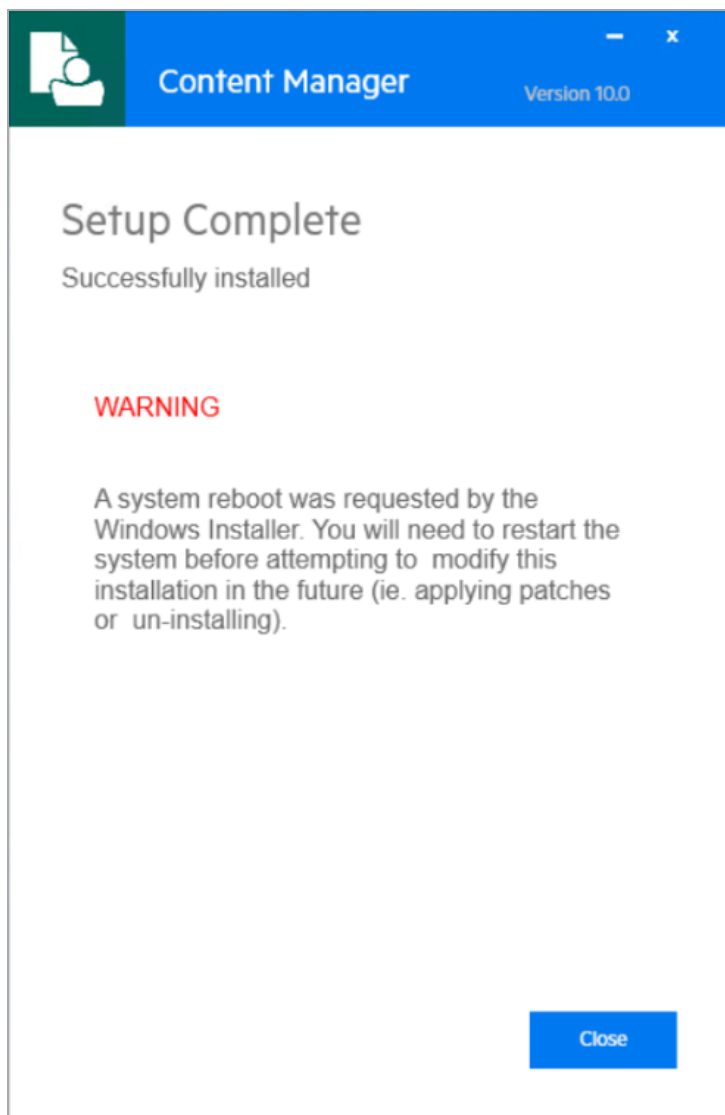 Content Manager
Version 10.0
Setup Complete
Successfully installed
WARNING
A system reboot was requested by the
Windows Installer. You will need to restart the
system before attempting to  modify this
installation in the future (ie. applying patches
or  un-installing).
Close